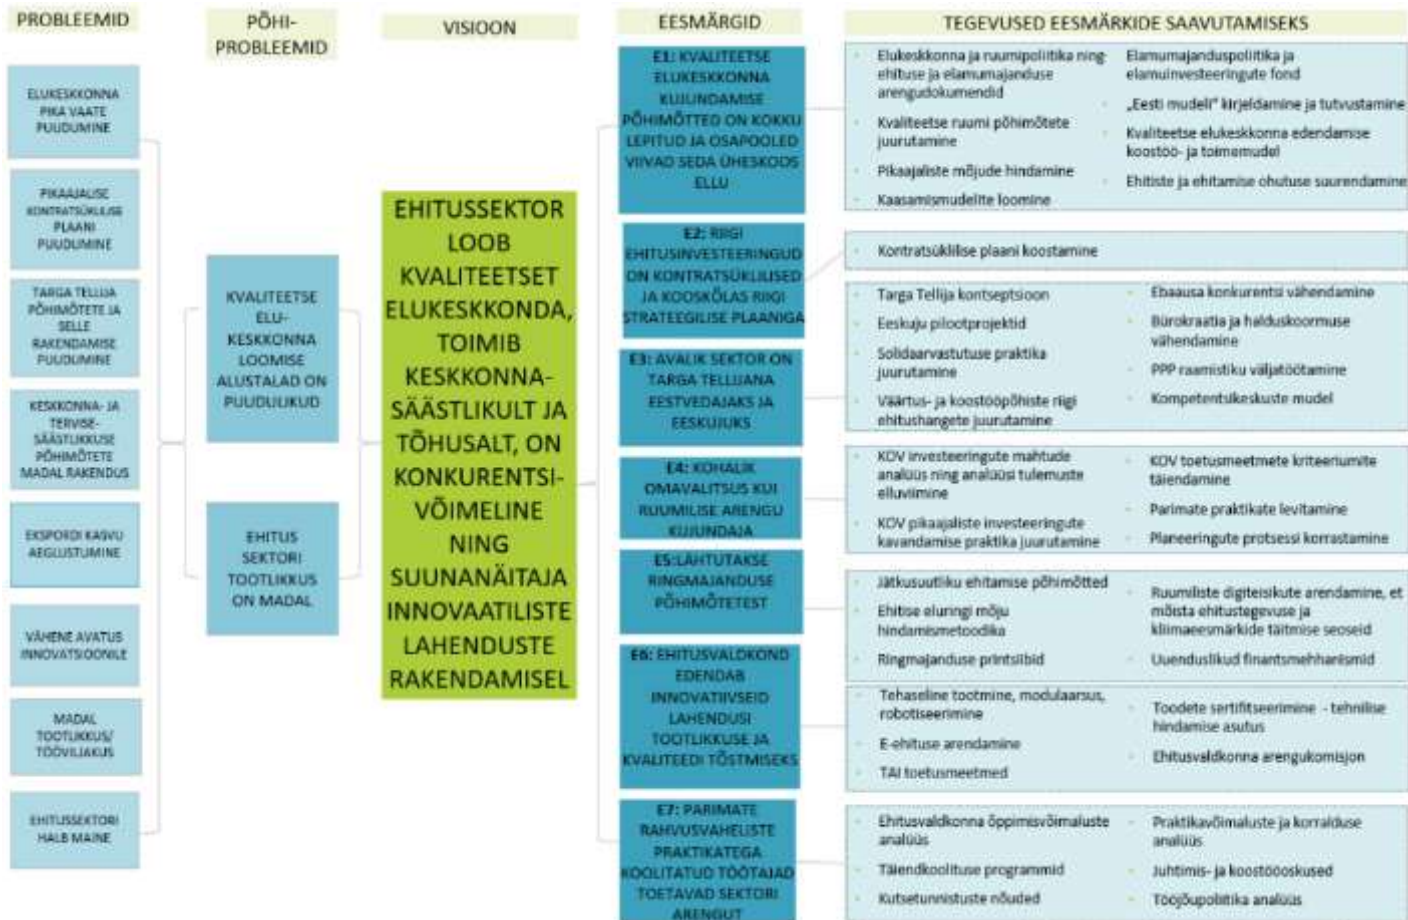 PROBLEEMID
ELUKESKKONNA
PIKA VAATE
PUUDUMINE
PIKAAJALISE
KONTRATSÜKLILISE
PLAANI
PUUDUMINE
TARGA TELLIJA
PÕHIMÕTETE JA
SELLE
RAKENDAMISE
PUUDUMINE
KESKKONNA- JA
TERVISE-
SÄÄSTLIKKUSE
PÕHIMÕTETE
MADAL RAKENDUS
EKSPORDI KASVU
AEGLUSTUMINE
VÄHENE AVATUS
INNOVATSIOONILE
MADAL
TOOTLIKKUS/
TÖÖVILJAKUS
EHITUSSEKTORI
HALB MAINE
PÕHI-
PROBLEEMID
KVALITEETSE
ELU-
KESKKONNA
LOOMISE
ALUSTALAD ON
PUUDULIKUD
EHITUS
SEKTORI
TOOTLIKKUS
ON MADAL
VISIOON
EHITUSSEKTOR
LOOB
KVALITEETSET
ELUKESKKONDA,
TOIMIB
KESKKONNA-
SÄÄSTLIKULT JA
TÕHUSALT, ON
KONKURENTSI-
VÕIMELINE
NING
SUUNANÄITAJA
INNOVAATILISTE
LAHENDUSTE
RAKENDAMISEL
EESMÄRGID
E1: KVALITEETSE
ELUKESKKONNA
KUJUNDAMISE
PÕHIMÕTTED ON KOKKU
LEPITUD JA OSAPOOLED
VIIVAD SEDA ÜHESKOOS
ELLU
E2: RIIGI
EHITUSINVESTEERINGUD
ON KONTRATSÜKLILISED
JA KOOSKÕLAS RIIGI
STRATEEGILISE PLAANIGA
E3: AVALIK SEKTOR ON
TARGA TELLIJANA
EESTVEDAJAKS JA
EESKUJUKS
E4: KOHALIK
OMAVALITSUS KUI
RUUMILISE ARENGU
KUJUNDAJA
E5:LÄHTUTAKSE
RINGMAJANDUSE
PÕHIMÕTETEST
E6: EHITUSVALDKOND
EDENDAB
INNOVATIIVSEID
LAHENDUSI
TOOTLIKKUSE JA
KVALITEEDI TÕSTMISEKS
E7: PARIMATE
RAHVUSVAHELISTE
PRAKTIKATEGA
KOOLITATUD TÖÖTAJAD
TOETAVAD SEKTORI
ARENGUT
TEGEVUSED EESMÄRKIDE SAAVUTAMISEKS
Elukeskkonna ja ruumipoliitika ning
ehituse ja elamumajanduse
arengudokumendid
Kvaliteetse ruumi põhimõtete
juurutamine
Pikaajaliste mõjude hindamine
Kaasamismudelite loomine
Elamumajanduspoliitika ja
elamuinvesteeringute fond
„Eesti mudeli“ kirjeldamine ja tutvustamine
Kvaliteetse elukeskkonna edendamise
koostöö- ja toimemudel
Ehitiste ja ehitamise ohutuse suurendamine
Kontratsüklilise plaani koostamine
Targa Tellija kontseptsioon
Eeskuju pilootprojektid
Solidaarvastutuse praktika
juurutamine
Väärtus- ja koostööpõhiste riigi
ehitushangete juurutamine
Ebaausa konkurentsi vähendamine
Bürokraatia ja halduskoormuse
vähendamine
PPP raamistiku väljatöötamine
Kompetentsikeskuste mudel
KOV investeeringute mahtude
analüüs ning analüüsi tulemuste
elluviimine
KOV pikaajaliste investeeringute
kavandamise praktika juurutamine
KOV toetusmeetmete kriteeriumite
täiendamine
Parimate praktikate levitamine
Planeeringute protsessi korrastamine
Jätkusuutliku ehitamise põhimõtted
Ehitise eluringi mõju
hindamismetoodika
Ringmajanduse printsiibid
Ruumiliste digiteisikute arendamine, et
mõista ehitustegevuse ja
kliimaeesmärkide täitmise seoseid
Uuenduslikud finantsmehhanismid
Tehaseline tootmine, modulaarsus,
robotiseerimine
E-ehituse arendamine
TAI toetusmeetmed
Toodete sertifitseerimine - tehnilise
hindamise asutus
Ehitusvaldkonna arengukomisjon
Ehitusvaldkonna õppimisvõimaluste
analüüs
Täiendkoolituse programmid
Kutsetunnistuste nõuded
Praktikavõimaluste ja korralduse
analüüs
Juhtimis- ja koostööoskused
Tööjõupoliitika analüüs